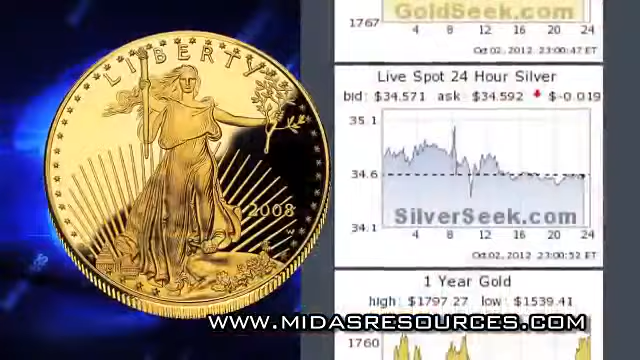 LIBERTY
2008
W
GoldSeek.com
1767
4 8 12 16 20 24
Oct 02, 2012 23:00:47 ET
Live Spot 24 Hour Silver
bid: $34.571 ask: $34.592 $-0.019
35.1
34.6
34.1
SilverSeek.com
4 8 12 16 20 24
Oct 02, 2012 23:00:52 ET
1 Year Gold
high: $1797.27 low: $1539.41
WWW.MIDASRESOURCES.COM
1760